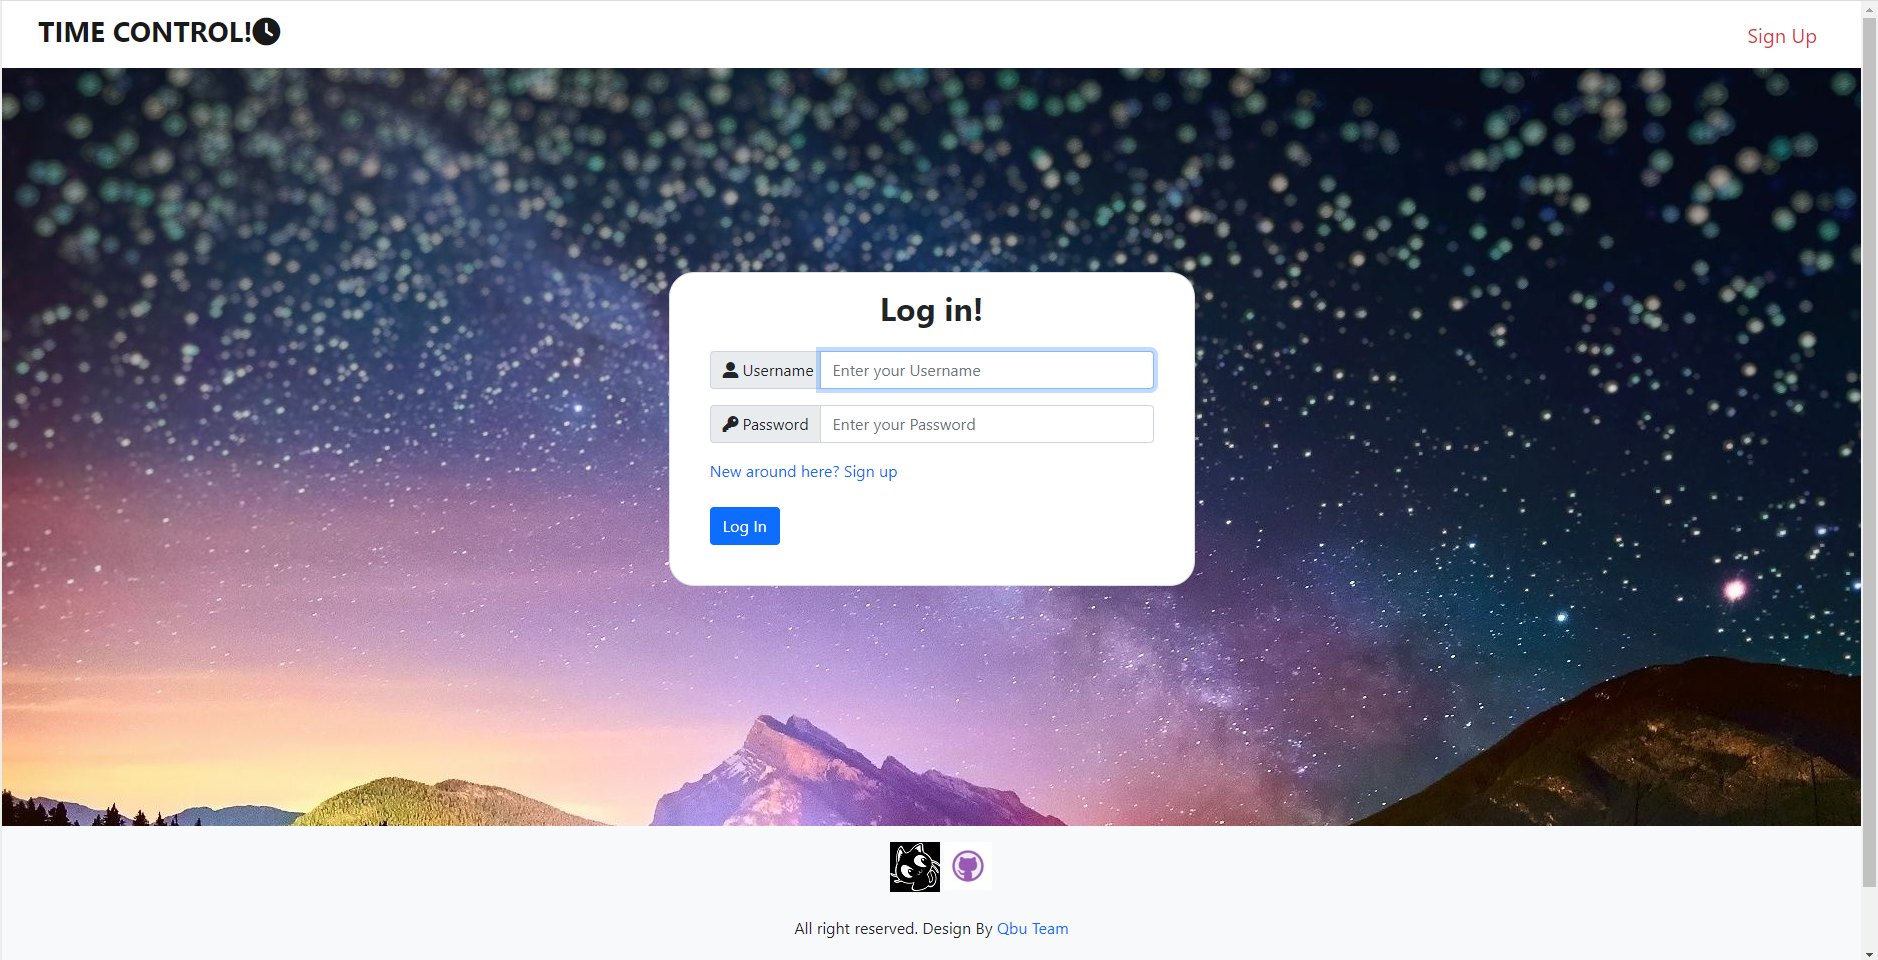 TIME CONTROL!
Sign Up
Log in!
Username
Enter your Username
Password
Enter your Password
New around here? Sign up
Log In
All right reserved. Design By Qbu Team